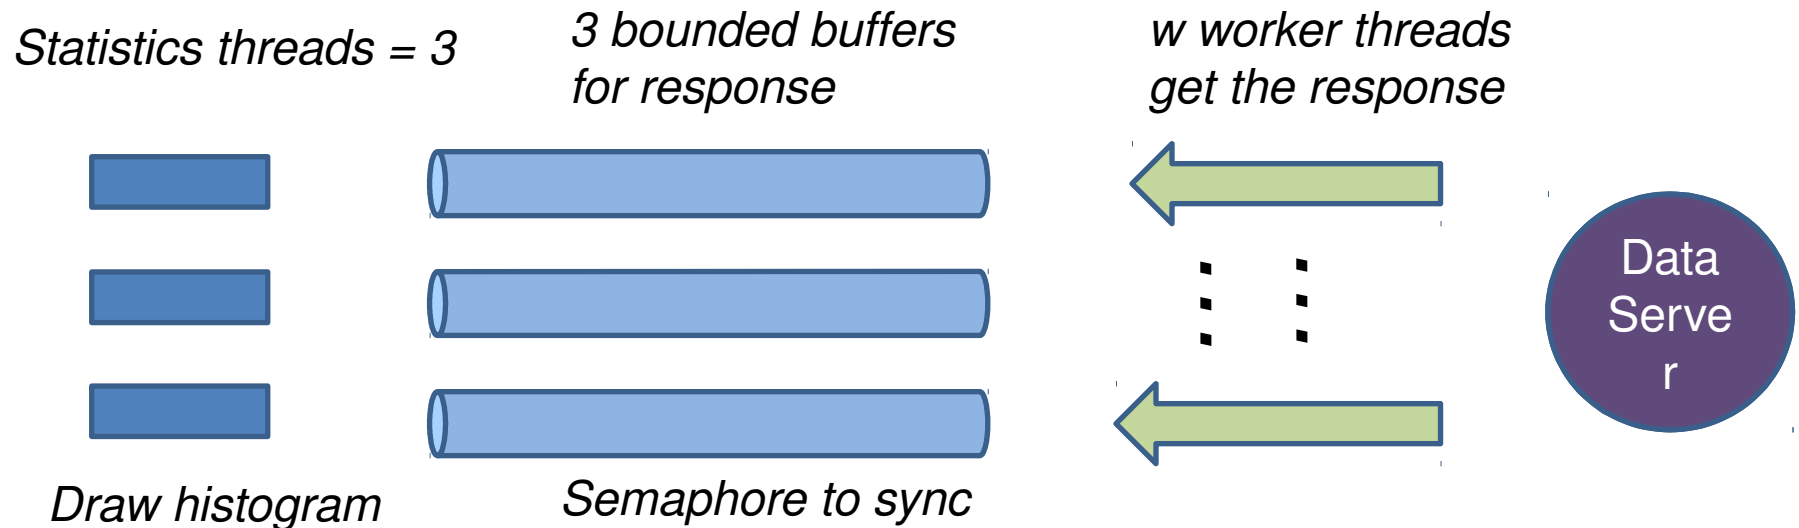 Statistics threads = 3
3 bounded buffers
for response
w worker threads
get the response
Data
Serve
r
Draw histogram
Semaphore to sync